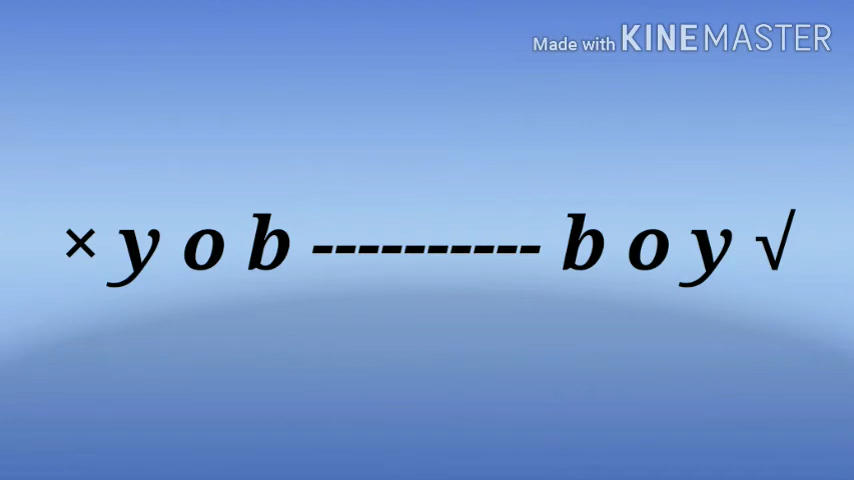 Made with KINEMASTER
× y o b ---------- b o y √